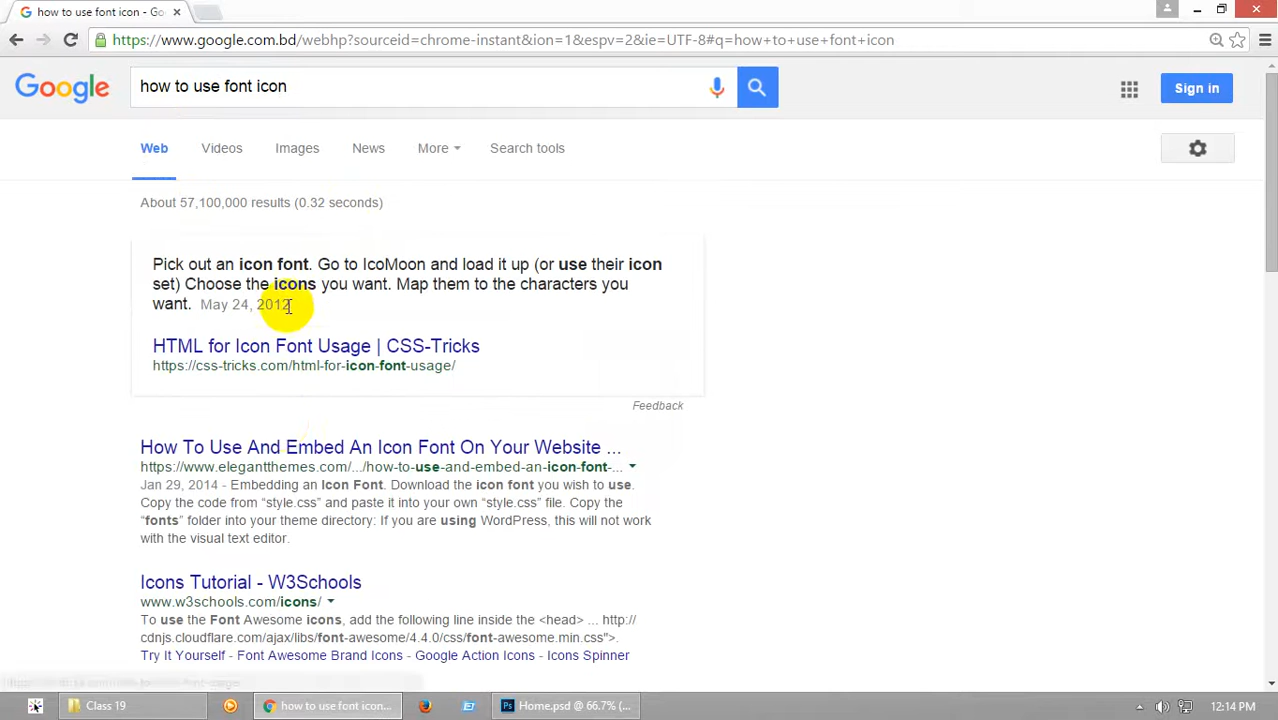 how to use font icon - Go
https://www.google.com.bd/webhp?sourceid=chrome-instant&ion=1&espv=2&ie=UTF-8#q=how+to+use+font+icon
Google
how to use font icon
Sign in
Web Videos Images News More Search tools
About 57,100,000 results (0.32 seconds)
Pick out an icon font. Go to IcoMoon and load it up (or use their icon
set) Choose the icons you want. Map them to the characters you
want. May 24, 2012
HTML for Icon Font Usage | CSS-Tricks
https://css-tricks.com/html-for-icon-font-usage/
Feedback
How To Use And Embed An Icon Font On Your Website ...
https://www.elegantthemes.com/.../how-to-use-and-embed-an-icon-font-...
Jan 29, 2014 - Embedding an Icon Font. Download the icon font you wish to use.
Copy the code from “style.css” and paste it into your own “style.css” file. Copy the
“fonts” folder into your theme directory: If you are using WordPress, this will not work
with the visual text editor.
Icons Tutorial - W3Schools
www.w3schools.com/icons/
To use the Font Awesome icons, add the following line inside the <head> ... http://
cdnjs.cloudflare.com/ajax/libs/font-awesome/4.4.0/css/font-awesome.min.css">.
Try It Yourself - Font Awesome Brand Icons - Google Action Icons - Icons Spinner
Class 19
how to use font icon...
Ps Home.psd @ 66.7% (...
12:14 PM